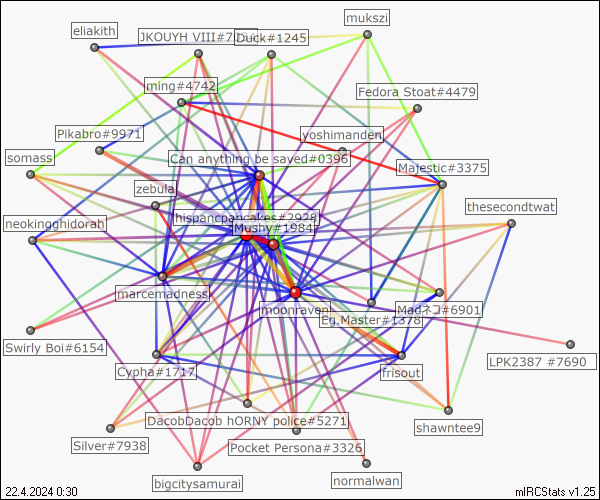 mukszi
eliakith
JKOUYH VIII#7
Duck#1245
ming#4742
Fedora Stoat#4479
Pikabro#9971
yoshimanden
somass
Can anything be saved#0396
Majestic#3375
zebula
thesecondtwat
neokingghidorah
hispancpancakes#2928
Mushy#1984
marcemadness
moonraven
Madネコ#6901
Eg.Master#1378
Swirly Boi#6154
LPK2387 #7690
Cypha#1717
frisout
DacobDacob hORNY police#5271
shawntee9
Silver#7938
Pocket Persona#3326
bigcitysamurai
normalwan
22.4.2024 0:30
mIRCStats v1.25